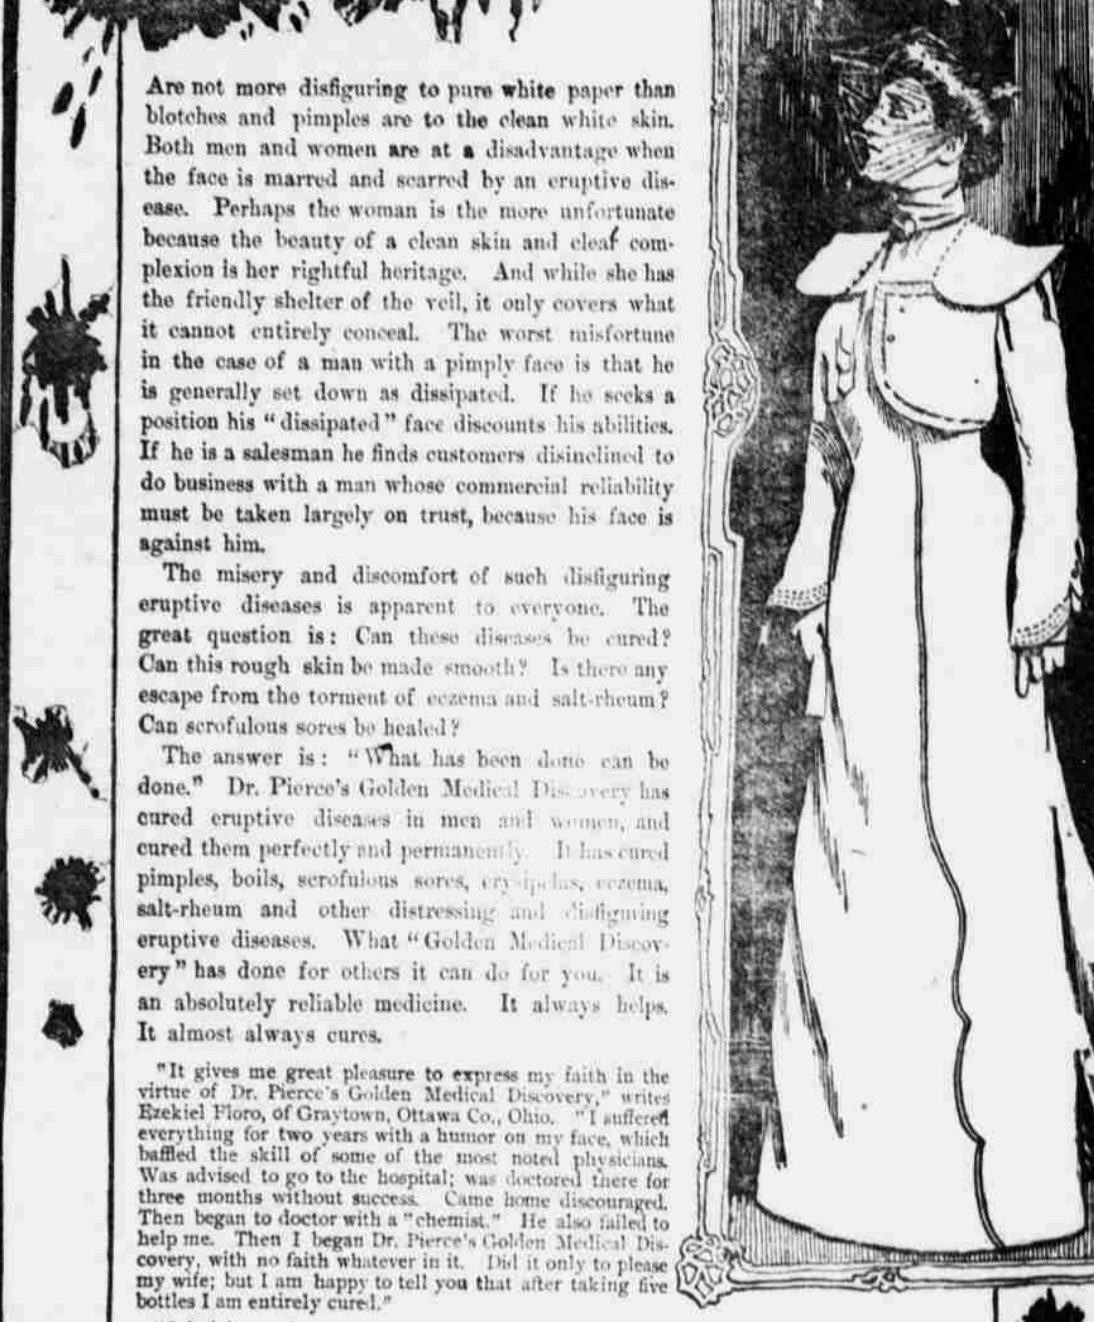 Are not more disfiguring to pure white paper than
blotches and pimples are to the clean white skin.
Both men and women are at a disadvantage when
the face is marred and scarred by an eruptive dis-
ease. Perhaps the woman is the more unfortunate
because the beauty of a clean skin and clear com-
plexion is her rightful heritage. And while she has
the friendly shelter of the veil, it only covers what
it cannot entirely conceal. The worst misfortune
in the case of a man with a pimply face is that he
is generally set down as dissipated. If he seeks a
position his "dissipated" face discounts his abilities.
If he is a salesman he finds customers disinclined to
do business with a man whose commercial reliability
must be taken largely on trust, because his face is
against him.
The misery and discomfort of such disfiguring
eruptive diseases is apparent to everyone. The
great question is: Can these diseases be cured?
Can this rough skin be made smooth? Is there any
escape from the torment of eczema and salt-rheum?
Can scrofulous sores be healed?
The answer is: "What has been done can be
done." Dr. Pierce's Golden Medical Discovery has
cured eruptive diseases in men and women, and
cured them perfectly and permanently. It has cured
pimples, boils, scrofulous sores, erysipelas, eczema,
salt-rheum and other distressing and disfiguring
eruptive diseases. What "Golden Medical Discov-
ery" has done for others it can do for you. It is
an absolutely reliable medicine. It always helps.
It almost always cures.
"It gives me great pleasure to express my faith in the
virtue of Dr. Pierce's Golden Medical Discovery," writes
Ezekiel Floro, of Graytown, Ottawa Co., Ohio. "I suffered
everything for two years with a humor on my face, which
baffled the skill of some of the most noted physicians.
Was advised to go to the hospital; was doctored there for
three months without success. Came home discouraged.
Then began to doctor with a "chemist." He also failed to
help me. Then I began Dr. Pierce's Golden Medical Dis-
covery, with no faith whatever in it. Did it only to please
my wife; but I am happy to tell you that after taking five
bottles I am entirely cured."